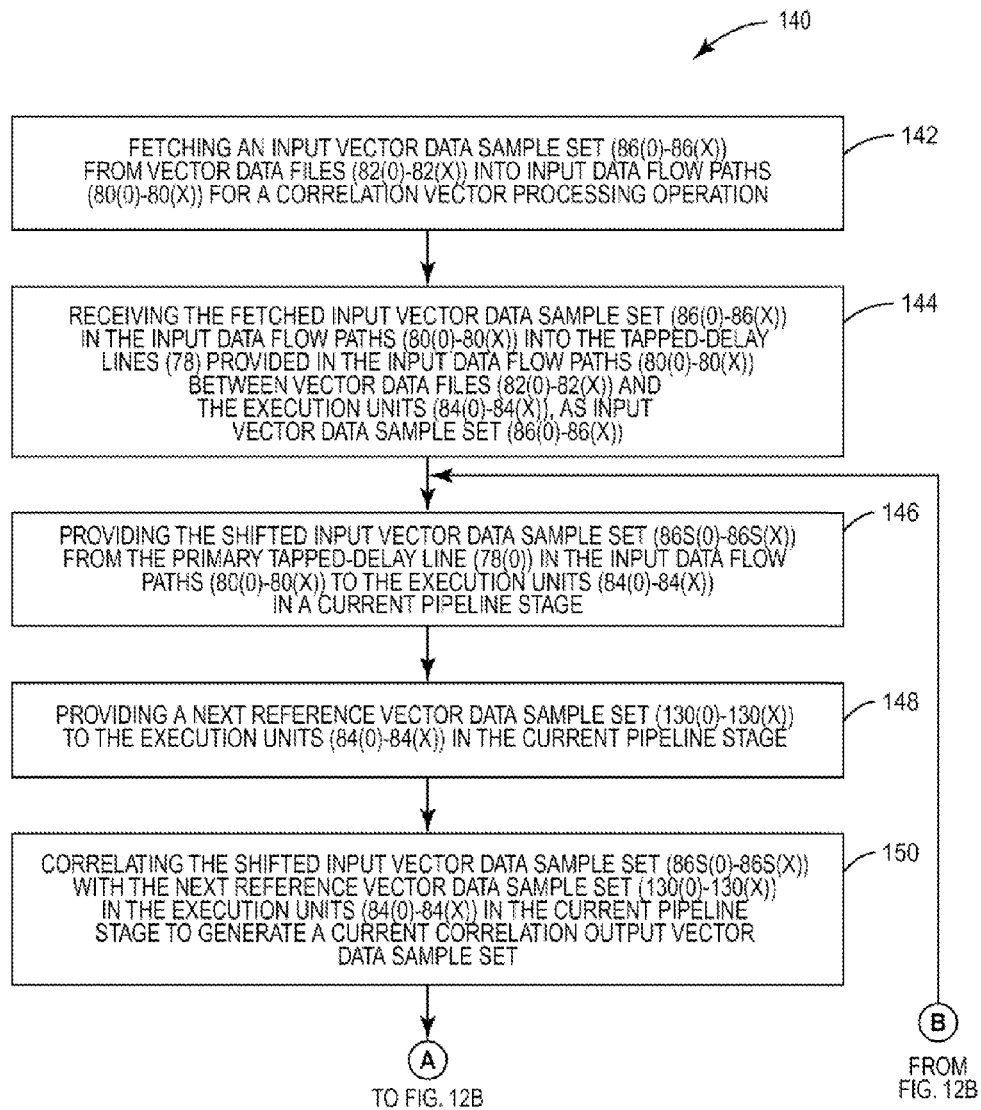 140
142
FETCHING AN INPUT VECTOR DATA SAMPLE SET (86(0)-86(X))
FROM VECTOR DATA FILES (82(0)-82(X)) INTO INPUT DATA FLOW PATHS
(80(0)-80(X)) FOR A CORRELATION VECTOR PROCESSING OPERATION
144
RECEIVING THE FETCHED INPUT VECTOR DATA SAMPLE SET (86(0)-86(X))
IN THE INPUT DATA FLOW PATHS (80(0)-80(X)) INTO THE TAPPED-DELAY
LINES (78) PROVIDED IN THE INPUT DATA FLOW PATHS (80(0)-80(X))
BETWEEN VECTOR DATA FILES (82(0)-82(X)) AND
THE EXECUTION UNITS (84(0)-84(X)), AS INPUT
VECTOR DATA SAMPLE SET (86(0)-86(X))
146
PROVIDING THE SHIFTED INPUT VECTOR DATA SAMPLE SET (86S(0)-86S(X))
FROM THE PRIMARY TAPPED-DELAY LINE (78(0)) IN THE INPUT DATA FLOW
PATHS (80(0)-80(X)) TO THE EXECUTION UNITS (84(0)-84(X))
IN A CURRENT PIPELINE STAGE
148
PROVIDING A NEXT REFERENCE VECTOR DATA SAMPLE SET (130(0)-130(X))
TO THE EXECUTION UNITS (84(0)-84(X)) IN THE CURRENT PIPELINE STAGE
150
CORRELATING THE SHIFTED INPUT VECTOR DATA SAMPLE SET (86S(0)-86S(X))
WITH THE NEXT REFERENCE VECTOR DATA SAMPLE SET (130(0)-130(X))
IN THE EXECUTION UNITS (84(0)-84(X)) IN THE CURRENT PIPELINE
STAGE TO GENERATE A CURRENT CORRELATION OUTPUT VECTOR
DATA SAMPLE SET
A
TO FIG. 12B
B
FROM
FIG. 12B